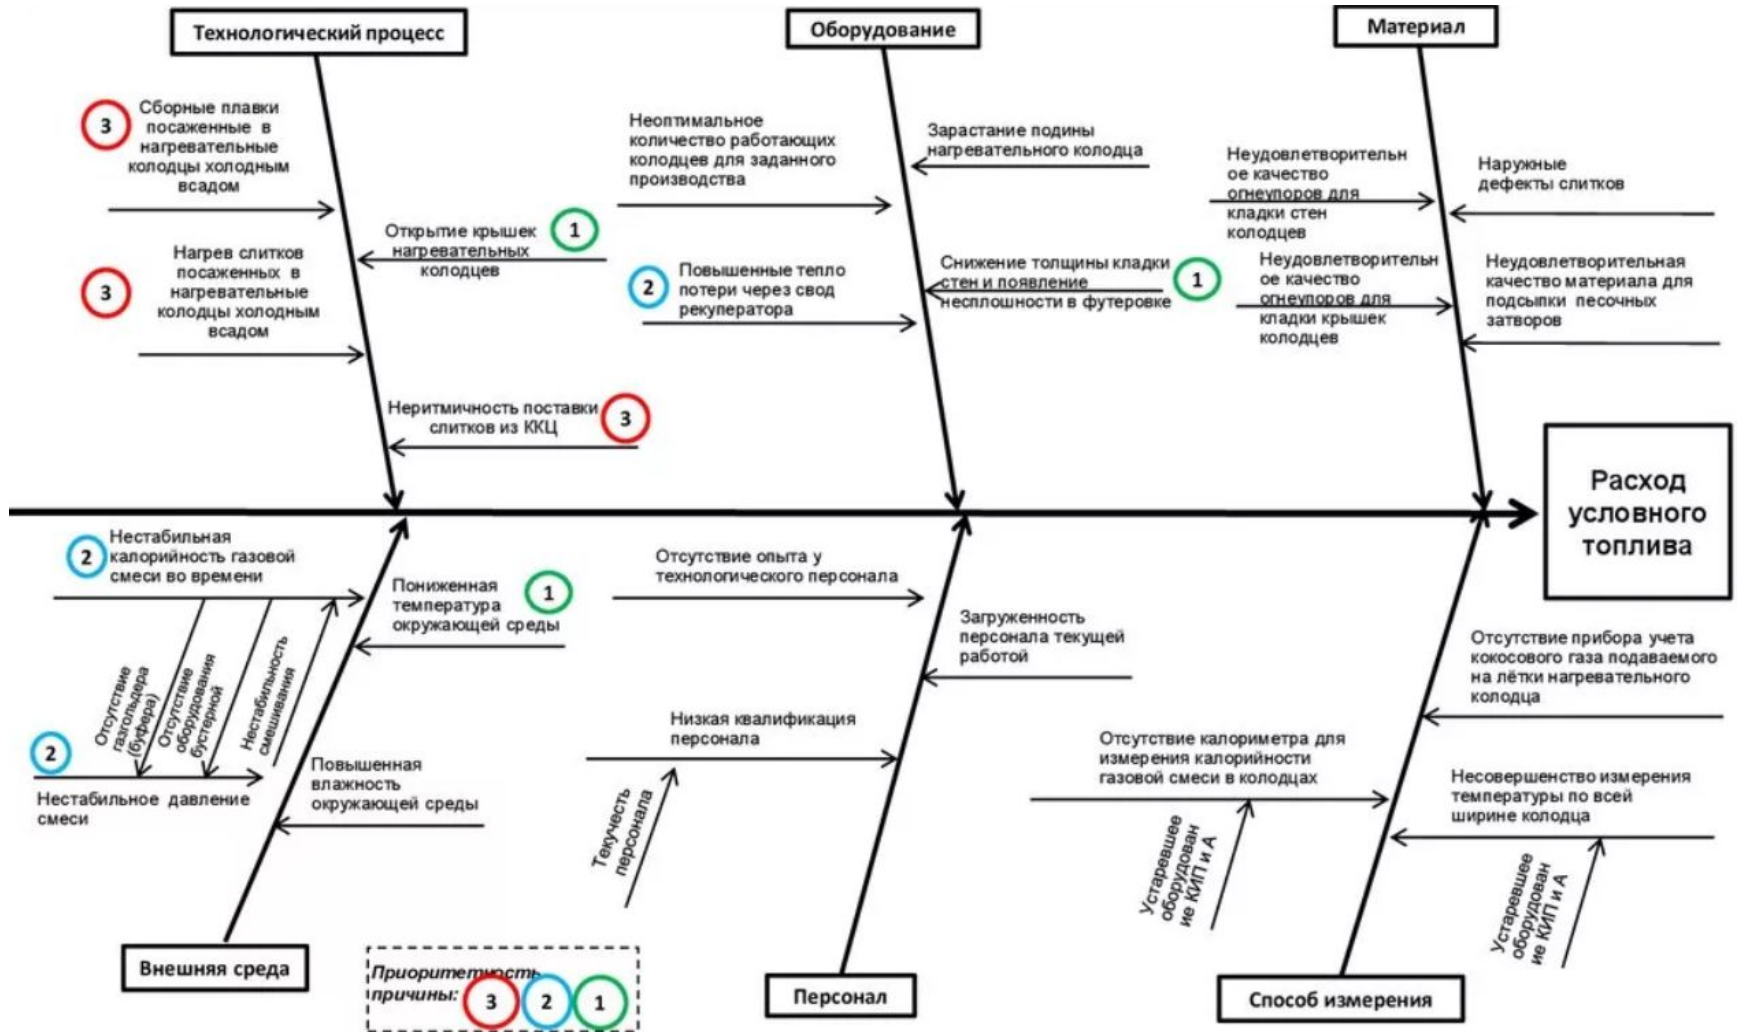 Технологический процесс
Оборудование
Материал
3
Сборные плавки
посаженные в
нагревательные
колодцы холодным
всадом
Открытие крышек
нагревательных
колодцев
1
3
Нагрев слитков
посаженных в
нагревательные
колодцы холодным
всадом
Неритмичность поставки
слитков из ККЦ
3
Неоптимальное
количество работающих
колодцев для заданного
производства
Зарастание подины
нагревательного колодца
2
Повышенные тепло
потери через свод
рекуператора
Снижение толщины кладки
стен и появление
несплошности в футеровке
1
Неудовлетворительн
ое качество
огнеупоров для
кладки стен
колодцев
Наружные
дефекты слитков
Неудовлетворительн
ое качество
огнеупоров для
кладки крышек
колодцев
Неудовлетворительная
качество материала для
подсыпки песочных
затворов
Расход
условного
топлива
2
Нестабильная
калорийность газовой
смеси во времени
Пониженная
температура
окружающей среды
1
Отсутствие
газгольдера
(буфера)
Отсутствие
оборудования
бустерной
Нестабильность
смешивания
2
Нестабильное давление
смеси
Повышенная
влажность
окружающей среды
Отсутствие опыта у
технологического персонала
Загруженность
персонала текущей
работой
Низкая квалификация
персонала
Текучесть
персонала
Отсутствие прибора учета
кокосового газа подаваемого
на лётки нагревательного
колодца
Отсутствие калориметра для
измерения калорийности
газовой смеси в колодцах
Устаревшее
оборудован
ие КИП и А
Несовершенство измерения
температуры по всей
ширине колодца
Устаревшее
оборудован
ие КИП и А
Внешняя среда
Приоритетность
причины:
3
2
1
Персонал
Способ измерения